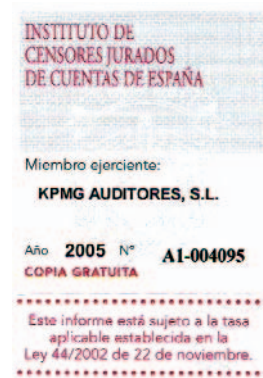 INSTITUTO DE
CENSORES JURADOS
DE CUENTAS DE ESPAÑA
Miembro ejerciente:
KPMG AUDITORES, S.L.
Año 2005 Nº A1-004095
COPIA GRATUITA
Este informe está sujeto a la tasa
aplicable establecida en la
Ley 44/2002 de 22 de noviembre.